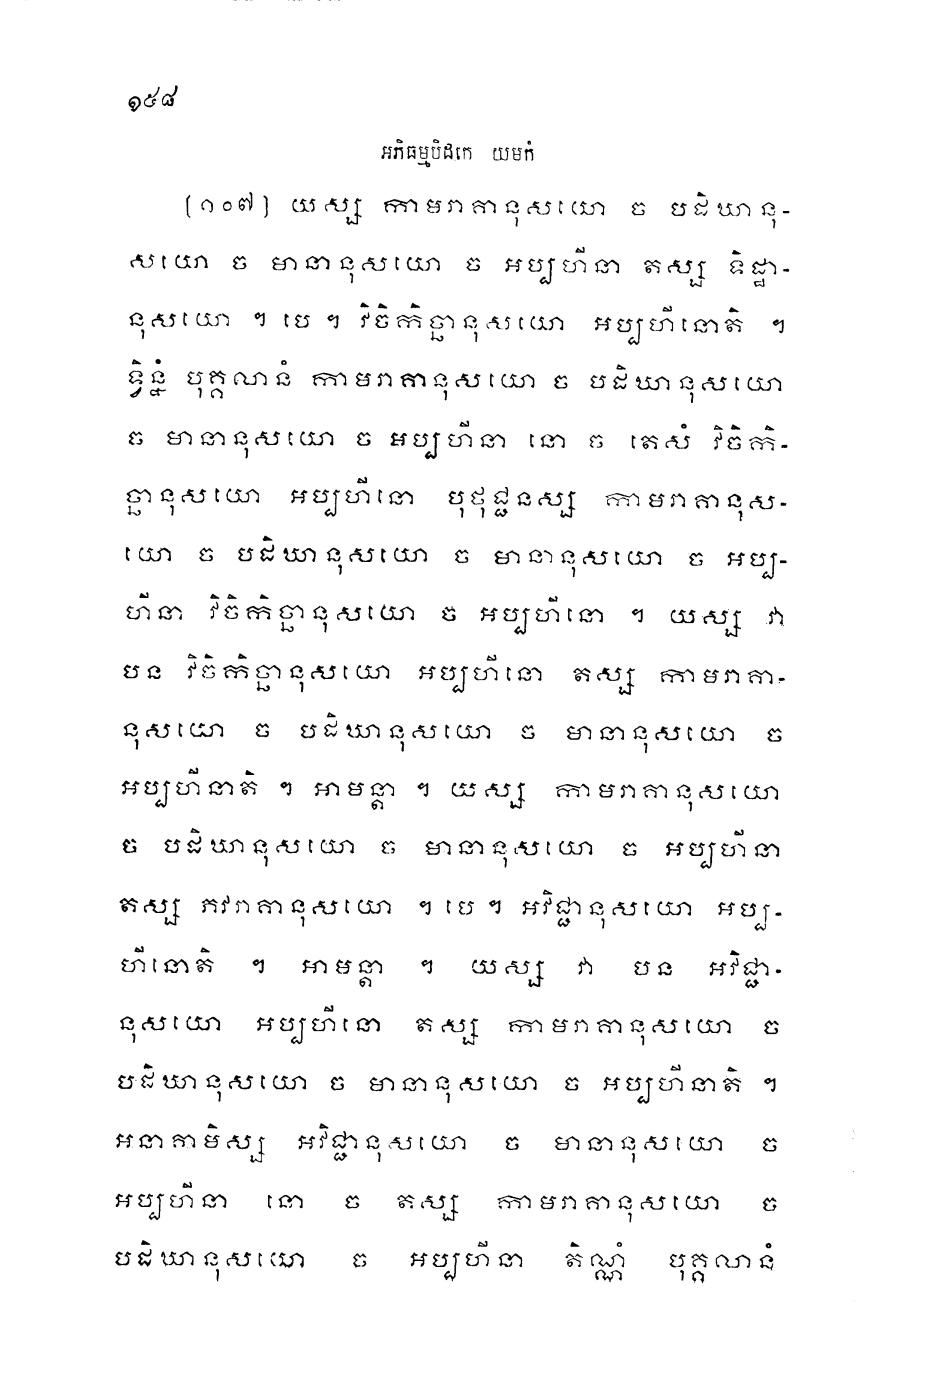 ១៥៨
អភិធម្មបិដកេ យមកំ
(១០៧) យស្ស កាមរាគានុសយោ ច បដិឃានុ-
សយោ ច មានានុសយោ ច អប្បហីនា តស្ស ទិដ្ឋា-
នុសយោ ។ បេ ។ វិចិកិច្ឆានុសយោ អប្បហីនោតិ ។
ទ្វិន្នំ បុគ្គលានំ កាមរាគានុសយោ ច បដិឃានុសយោ
ច មានានុសយោ ច អប្បហីនា នោ ច តេសំ វិចិកិ-
ច្ឆានុសយោ អប្បហីនោ បុថុជ្ជនស្ស កាមរាគានុស-
យោ ច បដិឃានុសយោ ច មានានុសយោ ច អប្ប-
ហីនា វិចិកិច្ឆានុសយោ ច អប្បហីនោ ។ យស្ស វា
បន វិចិកិច្ឆានុសយោ អប្បហីនោ តស្ស កាមរាគា-
នុសយោ ច បដិឃានុសយោ ច មានានុសយោ ច
អប្បហីនាតិ ។ អាមន្តា ។ យស្ស កាមរាគានុសយោ
ច បដិឃានុសយោ ច មានានុសយោ ច អប្បហីនា
តស្ស ភវរាគានុសយោ ។ បេ ។ អវិជ្ជានុសយោ អប្ប-
ហីនោតិ ។ អាមន្តា ។ យស្ស វា បន អវិជ្ជា-
នុសយោ អប្បហីនោ តស្ស កាមរាគានុសយោ ច
បដិឃានុសយោ ច មានានុសយោ ច អប្បហីនាតិ ។
អនាគាមិស្ស អវិជ្ជានុសយោ ច មានានុសយោ ច
អប្បហីនា នោ ច តស្ស កាមរាគានុសយោ ច
បដិឃានុសយោ ច អប្បហីនា តិណ្ណំ បុគ្គលានំ